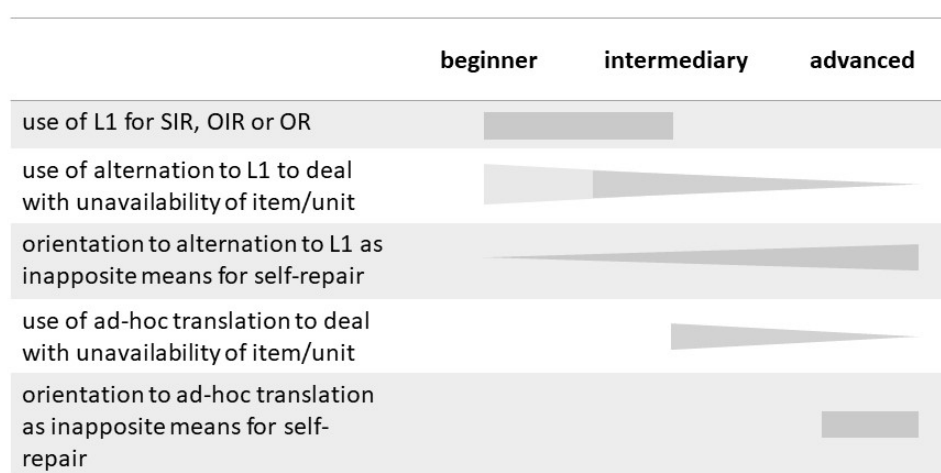 beginner intermediary advanced
use of L1 for SIR, OIR or OR
use of alternation to L1 to deal
with unavailability of item/unit
orientation to alternation to L1 as
inapposite means for self-repair
use of ad-hoc translation to deal
with unavailability of item/unit
orientation to ad-hoc translation
as inapposite means for self-
repair